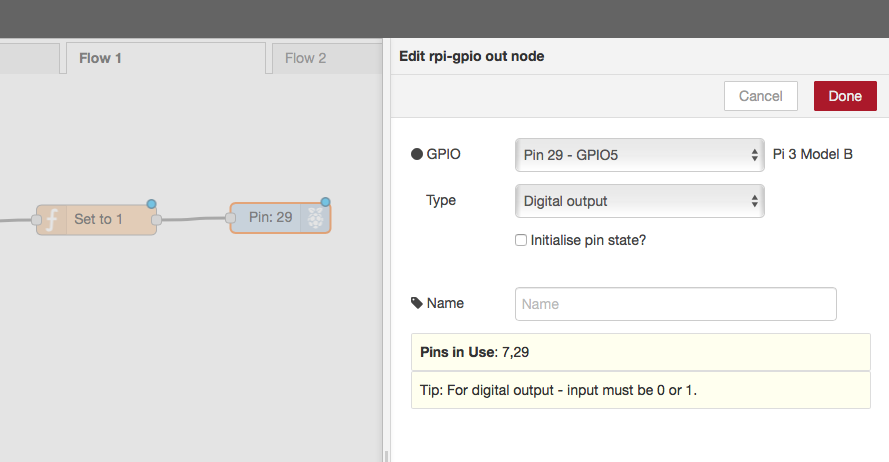 Flow 1
Flow 2
Edit rpi-gpio out node
Cancel
Done
GPIO
Pin 29 - GPIO5
Pi 3 Model B
Type
Digital output
Initialise pin state?
Set to 1
Pin: 29
Name
Name
Pins in Use: 7,29
Tip: For digital output - input must be 0 or 1.